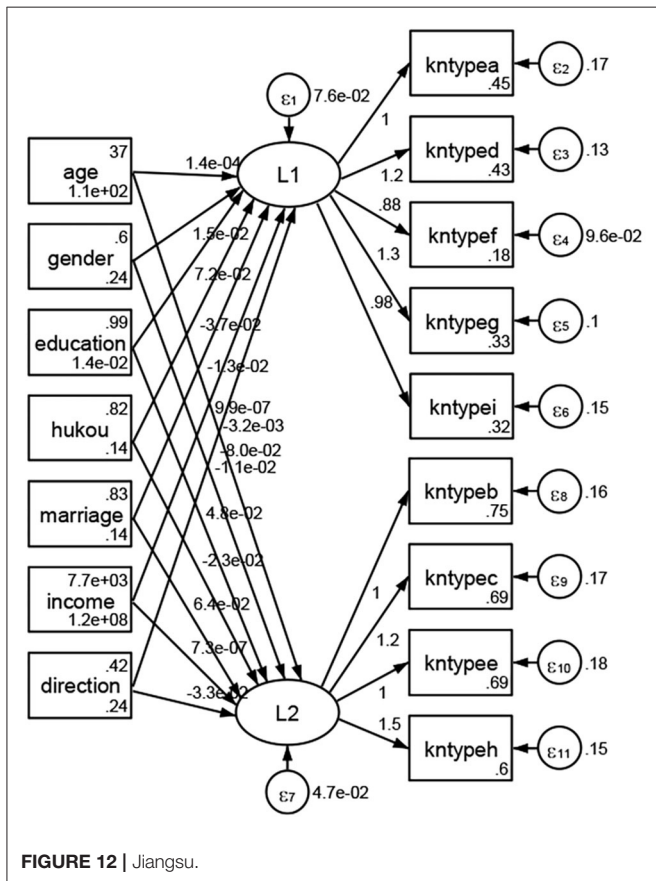 ε1 7.6e-02
37
age
1.1e+02
.6
gender
.24
.99
education
1.4e-02
.82
hukou
.14
.83
marriage
.14
7.7e+03
income
1.2e+08
.42
direction
.24
L1
1.4e-04
1.5e-02
7.2e-02
-3.7e-02
-1.3e-02
9.9e-07
-3.2e-03
-8.0e-02
-1.1e-02
4.8e-02
-2.3e-02
6.4e-02
7.3e-07
-3.3e-02
L2
ε7 4.7e-02
1
1.2
.88
1.3
.98
1
1.2
1
1.5
kntypea
.45
ε2 .17
kntyped
.43
ε3 .13
kntypef
.18
ε4 9.6e-02
kntypeg
.33
ε5 .1
kntypei
.32
ε6 .15
kntypeb
.75
ε8 .16
kntypec
.69
ε9 .17
kntypee
.69
ε10 .18
kntypeh
.6
ε11 .15
FIGURE 12 | Jiangsu.